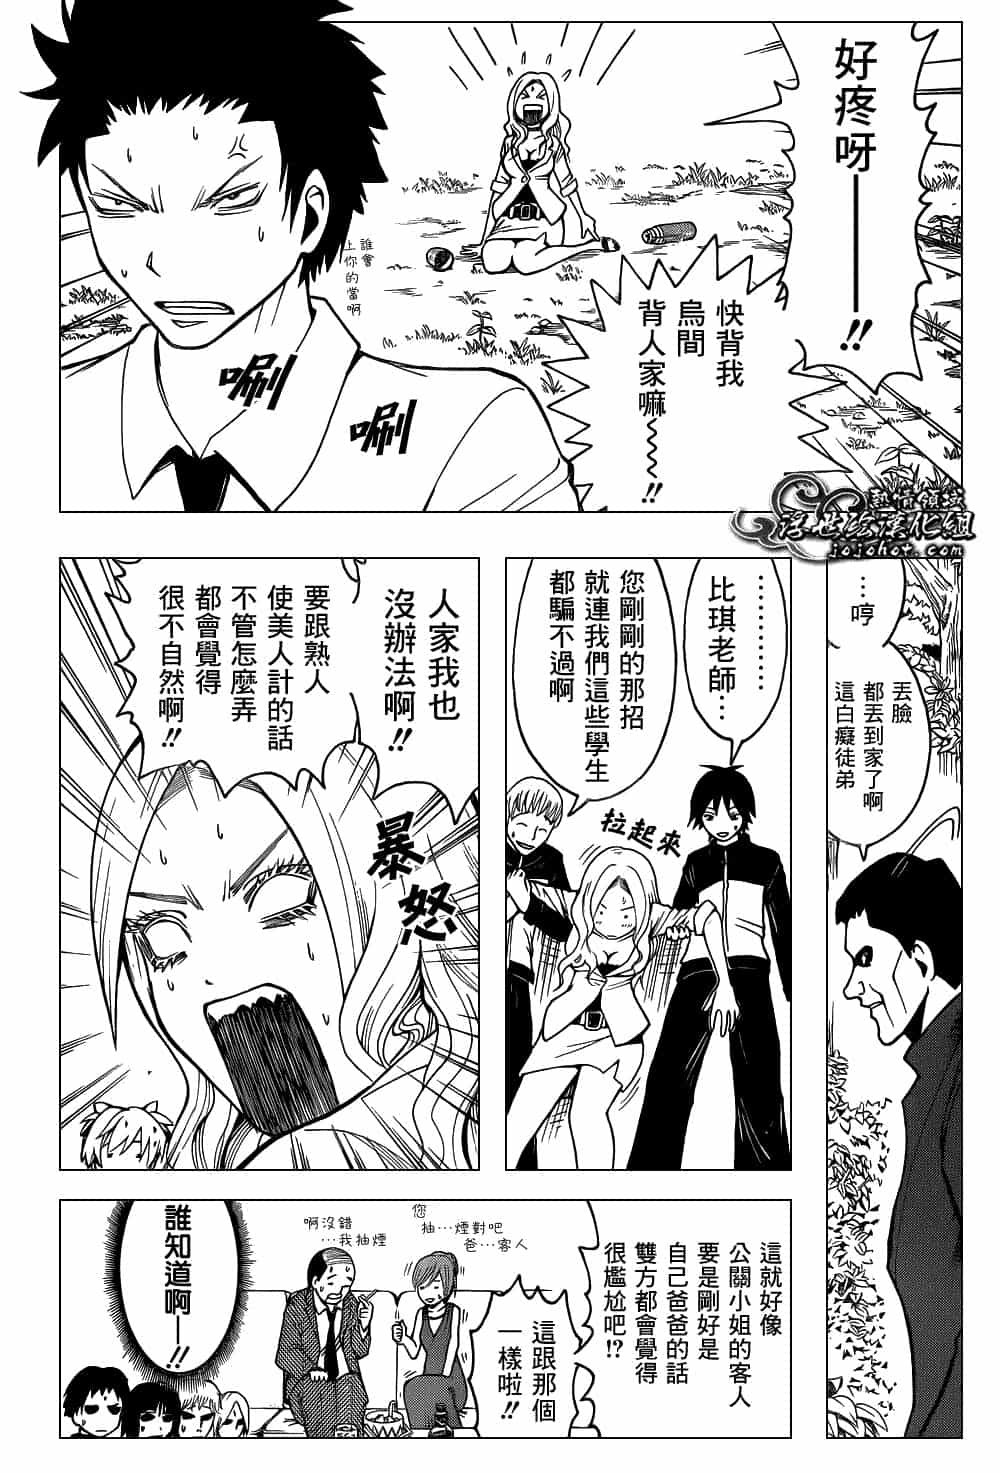 好疼呀——!!
快背我
烏間
背人家嘛~~!!
誰會
上你
的當啊
唰
唰
熱情領域
浮世绘漢化組
jojohot.com
…哼
丟臉
都丟到家了啊
這白癡徒弟
…………
比琪老師…
您剛剛的那招
就連我們這些學生
都騙不過啊
拉起來
人家我也
沒辦法啊!!
要跟熟人
使美人計的話
不管怎麼弄
都會覺得
很不自然啊!!
暴怒
這就好像
公關小姐的客人
要是剛好是
自己爸爸的話
雙方都會覺得
很尷尬吧!?
這跟那個
一樣啦!!
您
抽…煙對吧
爸…客人
啊沒錯
…我抽煙
誰知道啊—!!